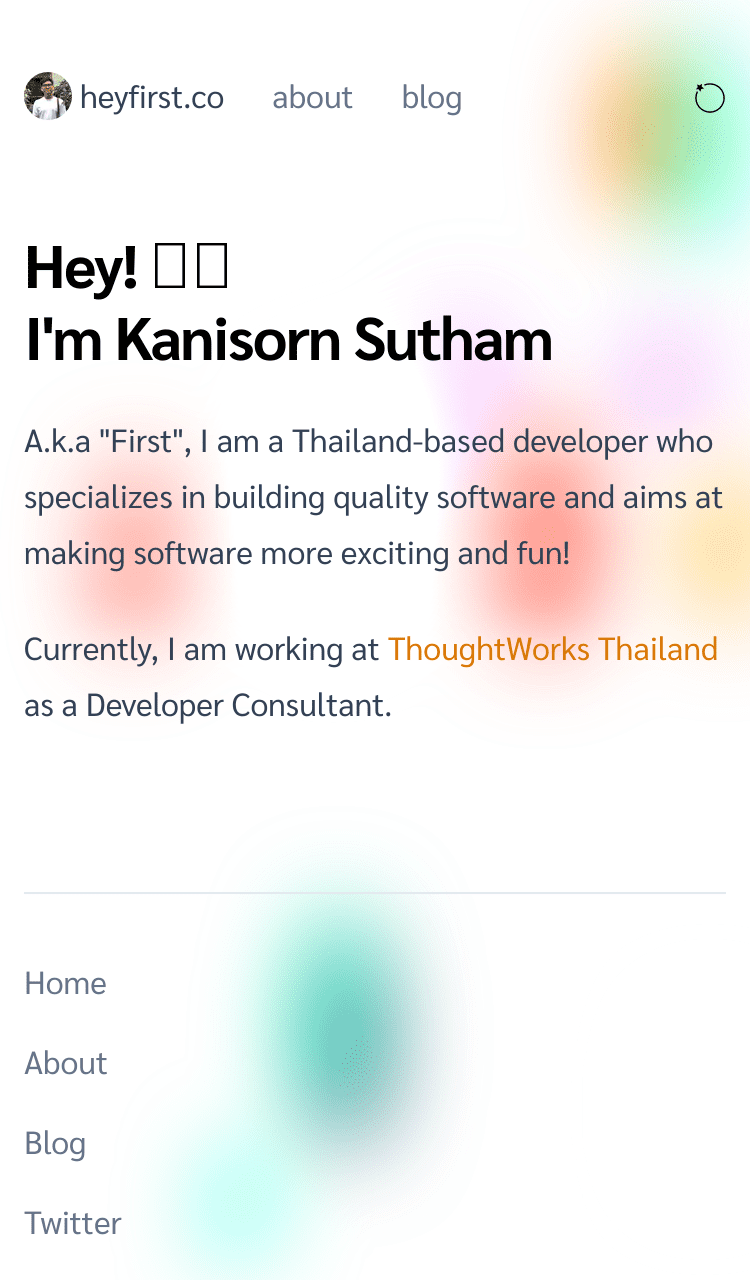 heyfirst.co about blog
Hey!
I'm Kanisorn Sutham
A.k.a "First", I am a Thailand-based developer who
specializes in building quality software and aims at
making software more exciting and fun!
Currently, I am working at ThoughtWorks Thailand
as a Developer Consultant.
Home
About
Blog
Twitter